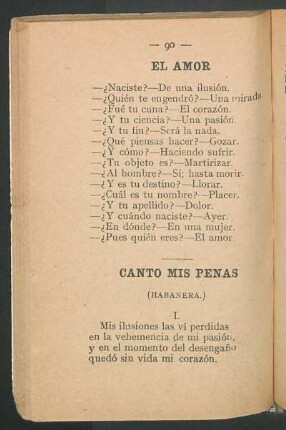 — 90 —
EL AMOR
—¿Naciste?—De una ilusión.
—¿Quién te engendró?—Una mirada
—¿Fué tu cuna?—El corazón.
—¿Y tu ciencia?—Una pasión.
—¿Y tu fin?—Será la nada.
—¿Qué piensas hacer?—Gozar.
—¿Y cómo?—Haciendo sufrir.
—¿Tu objeto es?—Martirizar.
—¿Al hombre?—Si; hasta morir.
—¿Y es tu destino?—Llorar.
—¿Cuál es tu nombre?—Placer.
—¿Y tu apellido?—Dolor.
—¿Y cuándo naciste?—Ayer.
—¿En dónde?—En una mujer.
—¿Pues quién eres?—El amor.
CANTO MIS PENAS
(HABANERA.)
I.
Mis ilusiones las ví perdidas
en la vehemencia de mi pasión,
y en el momento del desengaño
quedó sin vida mi corazón.